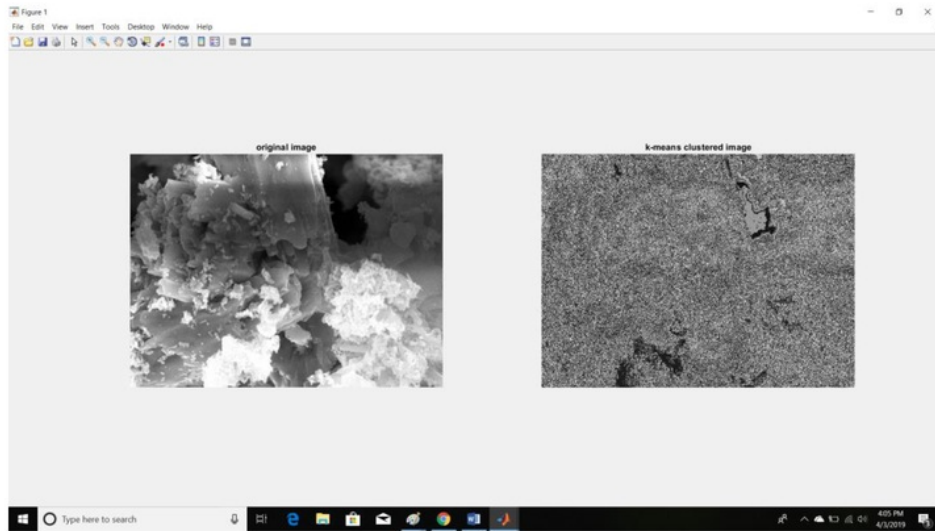 Figure 1
File Edit View Insert Tools Desktop Window Help
original image
k-means clustered image
Type here to search
4:05 PM
4/3/2019